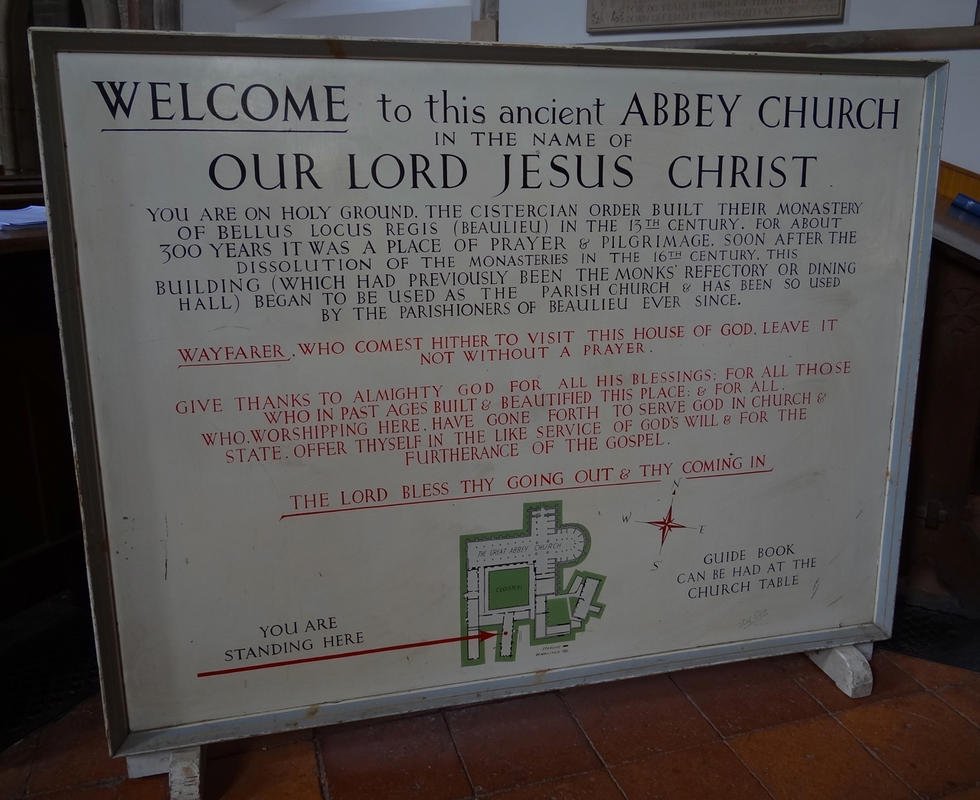 WELCOME to this ancient ABBEY CHURCH
IN THE NAME OF
OUR LORD JESUS CHRIST
YOU ARE ON HOLY GROUND. THE CISTERCIAN ORDER BUILT THEIR MONASTERY
OF BELLUS LOCUS REGIS (BEAULIEU) IN THE 13TH CENTURY. FOR ABOUT
300 YEARS IT WAS A PLACE OF PRAYER & PILGRIMAGE. SOON AFTER THE
DISSOLUTION OF THE MONASTERIES IN THE 16TH CENTURY. THIS
BUILDING (WHICH HAD PREVIOUSLY BEEN THE MONKS' REFECTORY OR DINING
HALL) BEGAN TO BE USED AS THE PARISH CHURCH & HAS BEEN SO USED
BY THE PARISHIONERS OF BEAULIEU EVER SINCE.
WAYFARER. WHO COMEST HITHER TO VISIT THIS HOUSE OF GOD. LEAVE IT
NOT WITHOUT A PRAYER.
GIVE THANKS TO ALMIGHTY GOD FOR ALL HIS BLESSINGS: FOR ALL THOSE
WHO IN PAST AGES BUILT & BEAUTIFIED THIS PLACE: & FOR ALL.
WHO.WORSHIPPING HERE. HAVE GONE FORTH TO SERVE GOD IN CHURCH &
STATE. OFFER THYSELF IN THE LIKE SERVICE OF GOD'S WILL & FOR THE
FURTHERANCE OF THE GOSPEL.
THE LORD BLESS THY GOING OUT & THY COMING IN
N
W E
S
THE GREAT ABBEY CHURCH
CLOISTERS
GUIDE BOOK
CAN BE HAD AT THE
CHURCH TABLE
YOU ARE
STANDING HERE